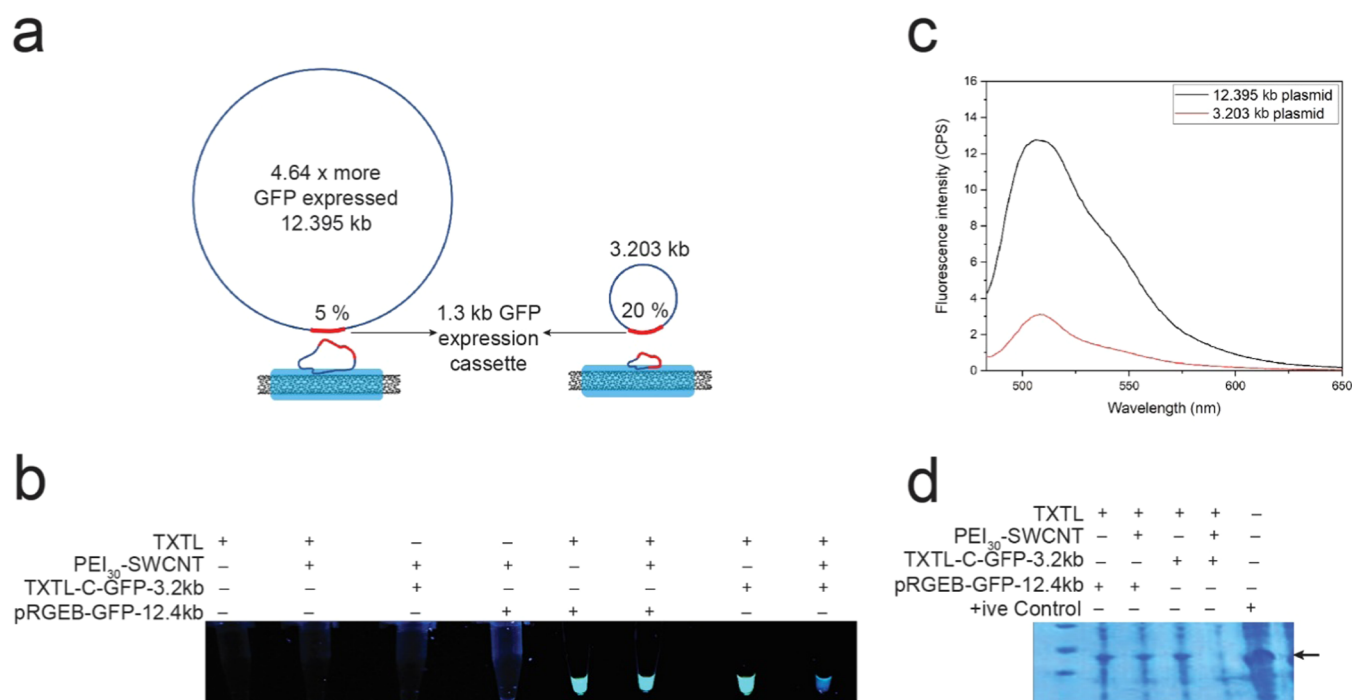 a
4.64 x more
GFP expressed
12.395 kb
5 %
3.203 kb
20 %
1.3 kb GFP
expression
cassette
c
16
14
12
10
8
6
4
2
0
500 550 600 650
Fluorescence intensity (CPS)
Wavelength (nm)
12.395 kb plasmid
3.203 kb plasmid
b
TXTL + + – – + + + +
PEI30-SWCNT – + + + – + – +
TXTL-C-GFP-3.2kb – – + – – – + +
pRGEB-GFP-12.4kb – – – + + + – –
d
TXTL + + + + –
PEI30-SWCNT – + – + –
TXTL-C-GFP-3.2kb – – + + –
pRGEB-GFP-12.4kb + + – – –
+ive Control – – – – +